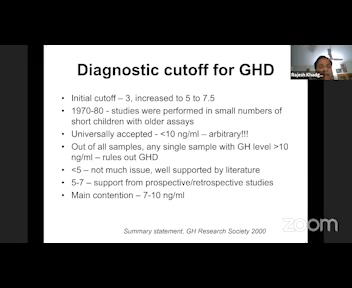 Rajesh Khadg...
Diagnostic cutoff for GHD
• Initial cutoff – 3, increased to 5 to 7.5
• 1970-80 - studies were performed in small numbers of
short children with older assays
• Universally accepted - <10 ng/ml – arbitrary!!!
• Out of all samples, any single sample with GH level >10
ng/ml – rules out GHD
• <5 – not much issue, well supported by literature
• 5-7 – support from prospective/retrospective studies
• Main contention – 7-10 ng/ml
zoom
Summary statement, GH Research Society 2000